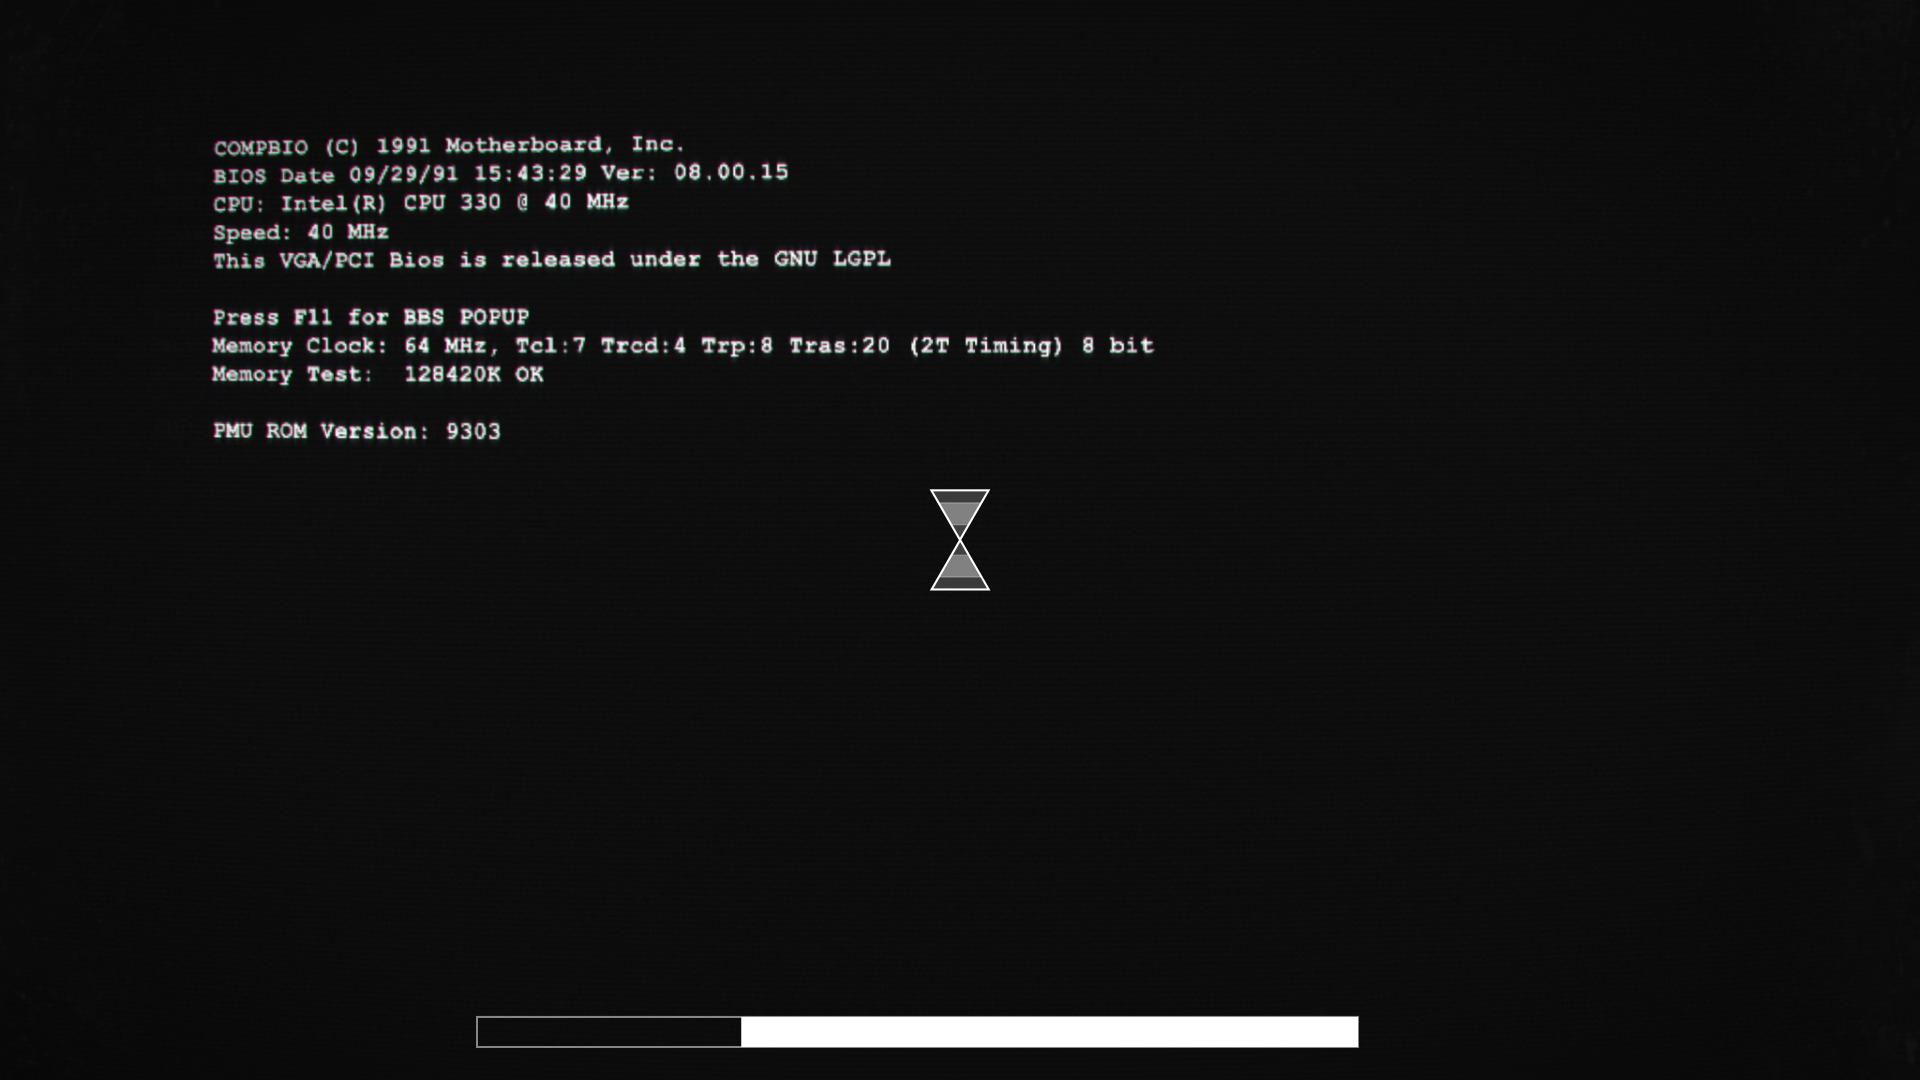 COMPBIO (C) 1991 Motherboard, Inc.
BIOS Date 09/29/91 15:43:29 Ver: 08.00.15
CPU: Intel(R) CPU 330 @ 40 MHz
Speed: 40 MHz
This VGA/PCI Bios is released under the GNU LGPL
Press F11 for BBS POPUP
Memory Clock: 64 MHz, Tcl:7 Trcd:4 Trp:8 Tras:20 (2T Timing) 8 bit
Memory Test:  128420K OK
PMU ROM Version: 9303